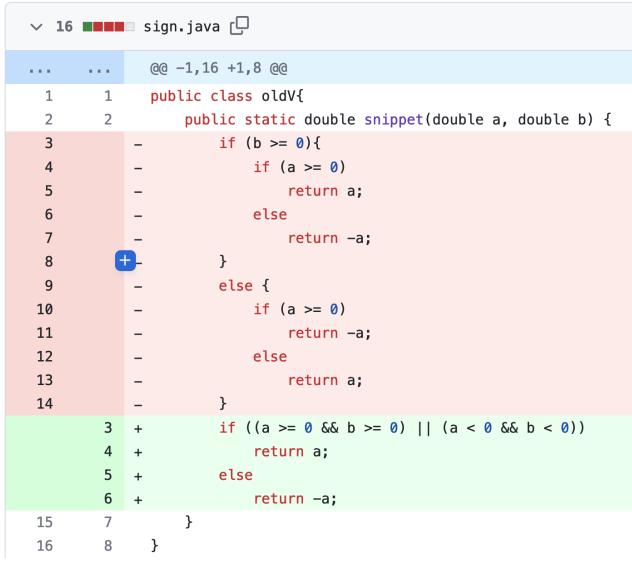 16 sign.java
... ... @@ -1,16 +1,8 @@
1 1 public class oldV{
2 2 public static double snippet(double a, double b) {
3 - if (b >= 0){
4 - if (a >= 0)
5 - return a;
6 - else
7 - return -a;
8 + - }
9 - else {
10 - if (a >= 0)
11 - return -a;
12 - else
13 - return a;
14 - }
3 + if ((a >= 0 && b >= 0) || (a < 0 && b < 0))
4 + return a;
5 + else
6 + return -a;
15 7 }
16 8 }